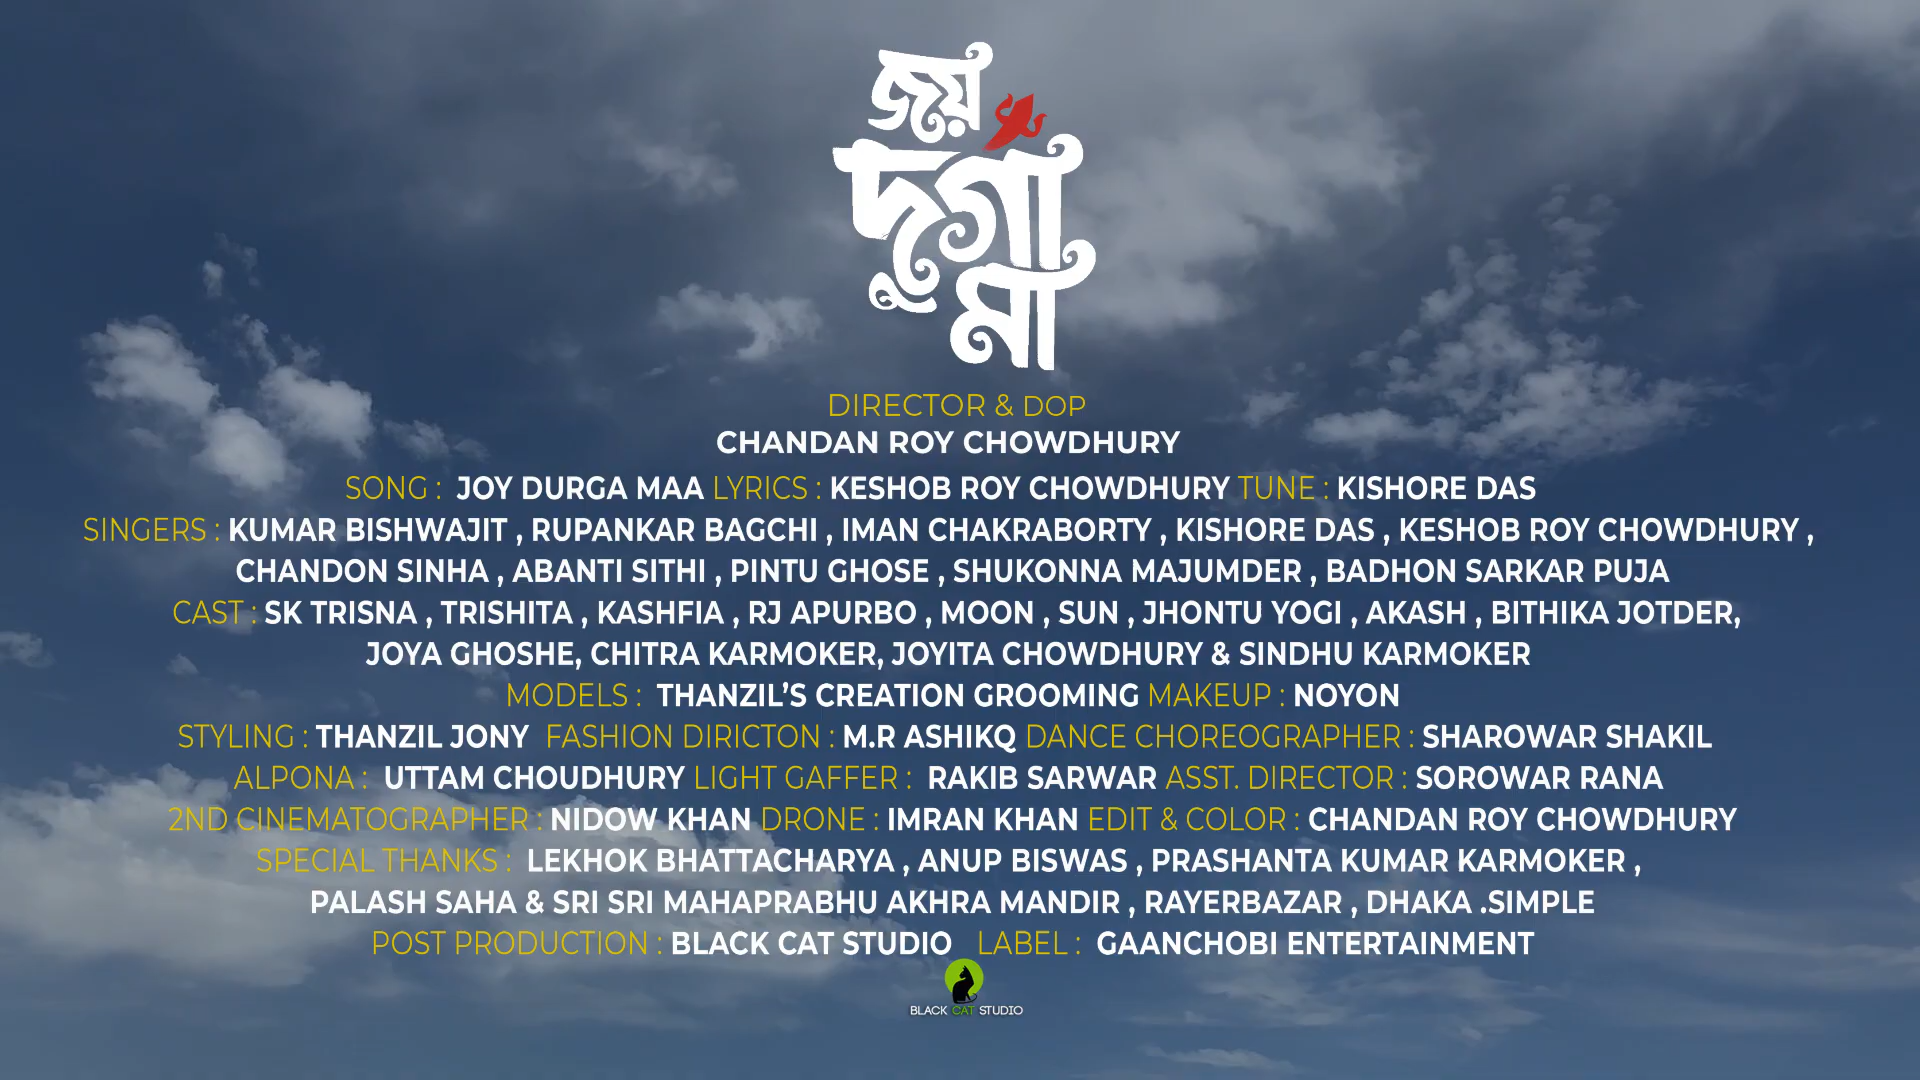 জয়
দুর্গা
মা
DIRECTOR & DOP
CHANDAN ROY CHOWDHURY
SONG : JOY DURGA MAA LYRICS : KESHOB ROY CHOWDHURY TUNE : KISHORE DAS
SINGERS : KUMAR BISHWAJIT , RUPANKAR BAGCHI , IMAN CHAKRABORTY , KISHORE DAS , KESHOB ROY CHOWDHURY ,
CHANDON SINHA , ABANTI SITHI , PINTU GHOSE , SHUKONNA MAJUMDER , BADHON SARKAR PUJA
CAST : SK TRISNA , TRISHITA , KASHFIA , RJ APURBO , MOON , SUN , JHONTU YOGI , AKASH , BITHIKA JOTDER,
JOYA GHOSHE, CHITRA KARMOKER, JOYITA CHOWDHURY & SINDHU KARMOKER
MODELS : THANZIL'S CREATION GROOMING MAKEUP : NOYON
STYLING : THANZIL JONY FASHION DIRICTON : M.R ASHIKQ DANCE CHOREOGRAPHER : SHAROWAR SHAKIL
ALPONA : UTTAM CHOUDHURY LIGHT GAFFER : RAKIB SARWAR ASST. DIRECTOR : SOROWAR RANA
2ND CINEMATOGRAPHER : NIDOW KHAN DRONE : IMRAN KHAN EDIT & COLOR : CHANDAN ROY CHOWDHURY
SPECIAL THANKS : LEKHOK BHATTACHARYA , ANUP BISWAS , PRASHANTA KUMAR KARMOKER ,
PALASH SAHA & SRI SRI MAHAPRABHU AKHRA MANDIR , RAYERBAZAR , DHAKA .SIMPLE
POST PRODUCTION : BLACK CAT STUDIO LABEL : GAANCHOBI ENTERTAINMENT
BLACK CAT STUDIO